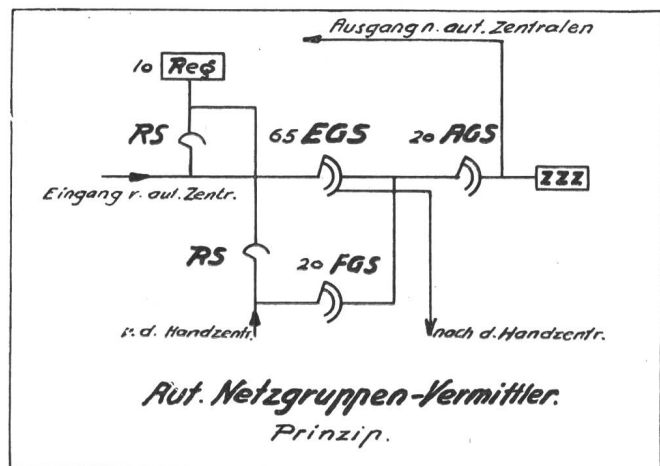 Ausgang n. aut. Zentralen
10 Reg
RS 65 EGS 20 AGS
ZZZ
Eingang v. aut. Zentr.
RS 20 FGS
v. d. Handzentr. nach d. Handzentr.
Aut. Netzgruppen-Vermittler.
Prinzip.